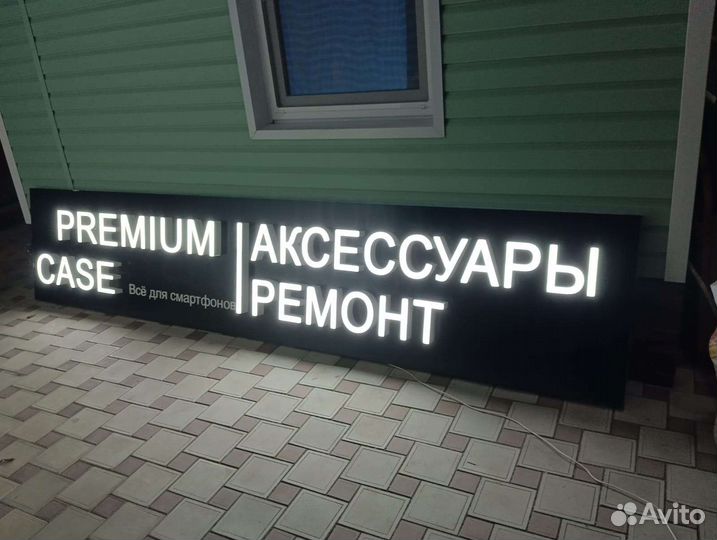 PREMIUM
CASE
Всё для смартфонов
АКСЕССУАРЫ
РЕМОНТ
Avito